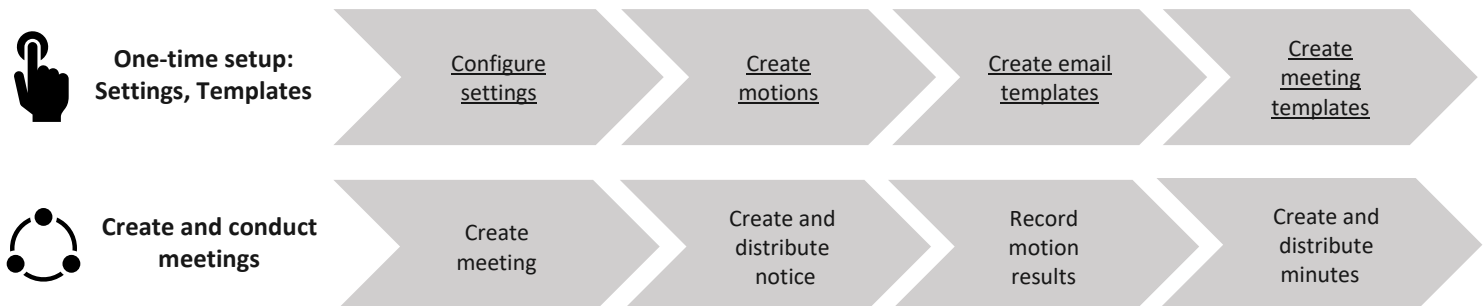 One-time setup:
Settings, Templates
Configure
settings
Create
motions
Create email
templates
Create
meeting
templates
Create and conduct
meetings
Create
meeting
Create and
distribute
notice
Record
motion
results
Create and
distribute
minutes